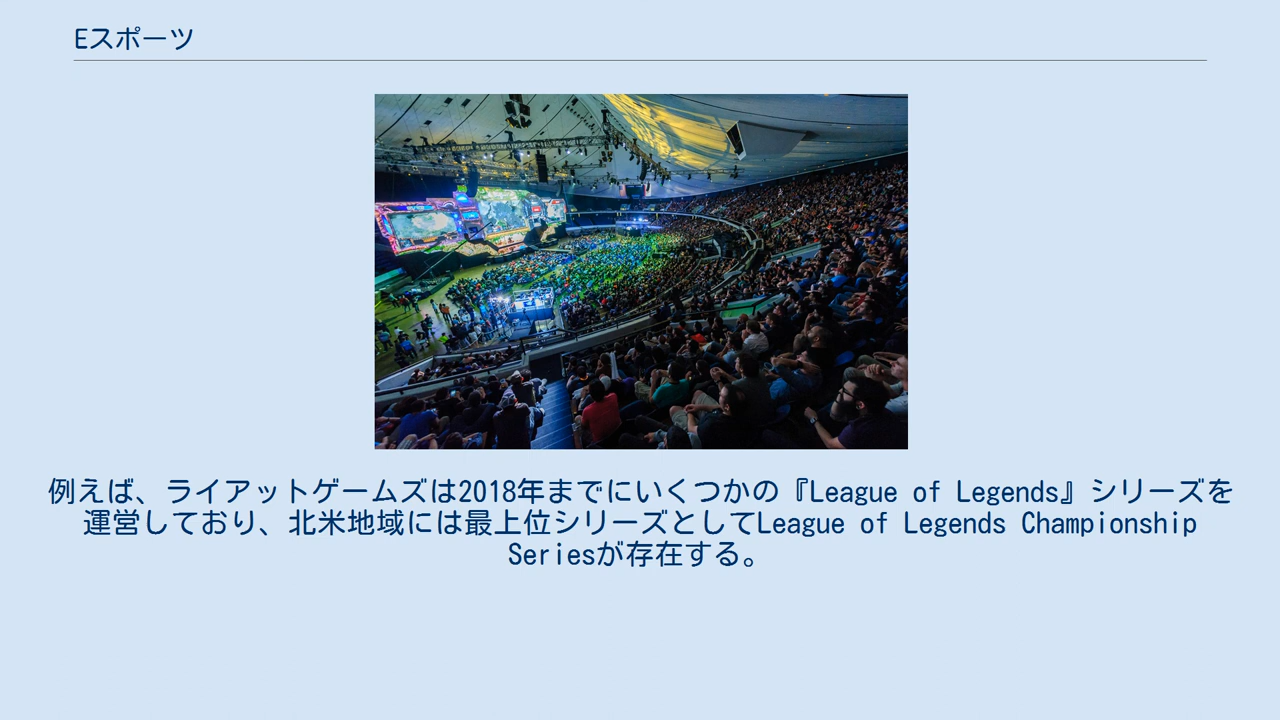 Eスポーツ
例えば、ライアットゲームズは2018年までにいくつかの『League of Legends』シリーズを
運営しており、北米地域には最上位シリーズとしてLeague of Legends Championship
Seriesが存在する。